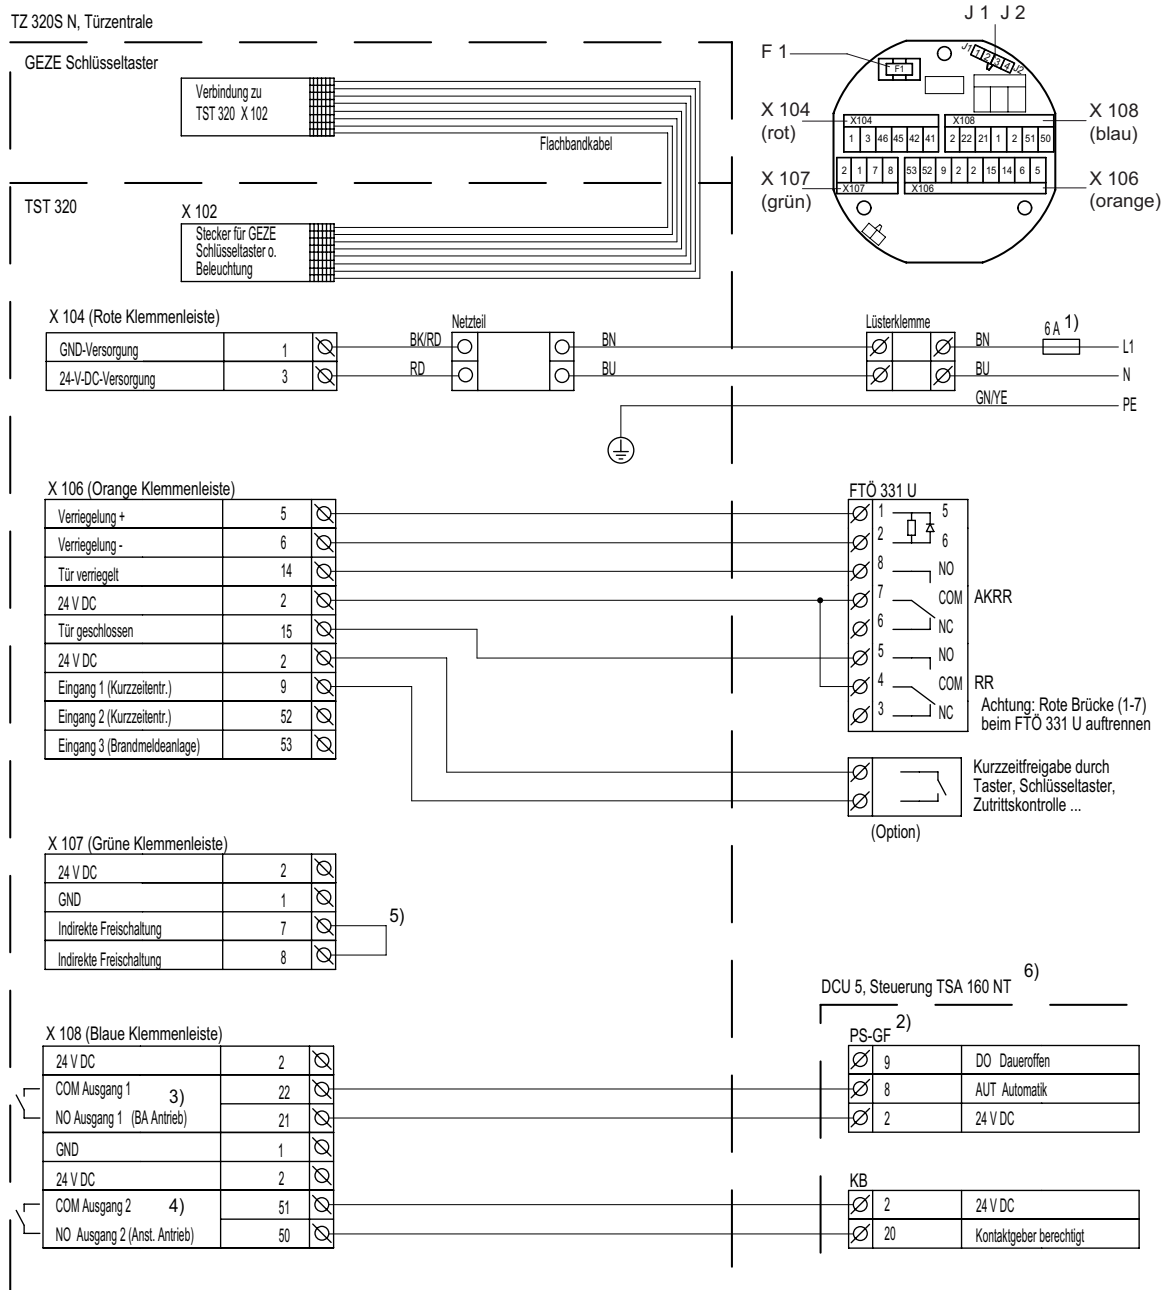 TZ 320S N, Türzentrale
GEZE Schlüsseltaster
Verbindung zu
TST 320 X 102
Flachbandkabel
TST 320
X 102
Stecker für GEZE
Schlüsseltaster o.
Beleuchtung
J 1 J 2
F 1
J1 1 2 3 4 J2
F1
X 104
(rot)
X 108
(blau)
X104
X108
1 3 46 45 42 41
2 22 21 1 2 51 50
2 1 7 8
53 52 9 2 2 15 14 6 5
X107
X106
X 107
(grün)
X 106
(orange)
X 104 (Rote Klemmenleiste)
GND-Versorgung 1
24-V-DC-Versorgung 3
BK/RD
RD
Netzteil
BN
BU
Lüsterklemme
BN
BU
GN/YE
6 A 1)
L1
N
PE
X 106 (Orange Klemmenleiste)
Verriegelung + 5
Verriegelung - 6
Tür verriegelt 14
24 V DC 2
Tür geschlossen 15
24 V DC 2
Eingang 1 (Kurzzeitentr.) 9
Eingang 2 (Kurzzeitentr.) 52
Eingang 3 (Brandmeldeanlage) 53
FTÖ 331 U
1 5
2 6
8 NO
7 COM AKRR
6 NC
5 NO
4 COM RR
3 NC
Achtung: Rote Brücke (1-7)
beim FTÖ 331 U auftrennen
Kurzzeitfreigabe durch
Taster, Schlüsseltaster,
Zutrittskontrolle ...
(Option)
X 107 (Grüne Klemmenleiste)
24 V DC 2
GND 1
Indirekte Freischaltung 7
Indirekte Freischaltung 8
5)
DCU 5, Steuerung TSA 160 NT 6)
X 108 (Blaue Klemmenleiste)
24 V DC 2
COM Ausgang 1 3) 22
NO Ausgang 1 (BA Antrieb) 21
GND 1
24 V DC 2
COM Ausgang 2 4) 51
NO Ausgang 2 (Anst. Antrieb) 50
PS-GF 2)
9 DO Daueroffen
8 AUT Automatik
2 24 V DC
KB
2 24 V DC
20 Kontaktgeber berechtigt